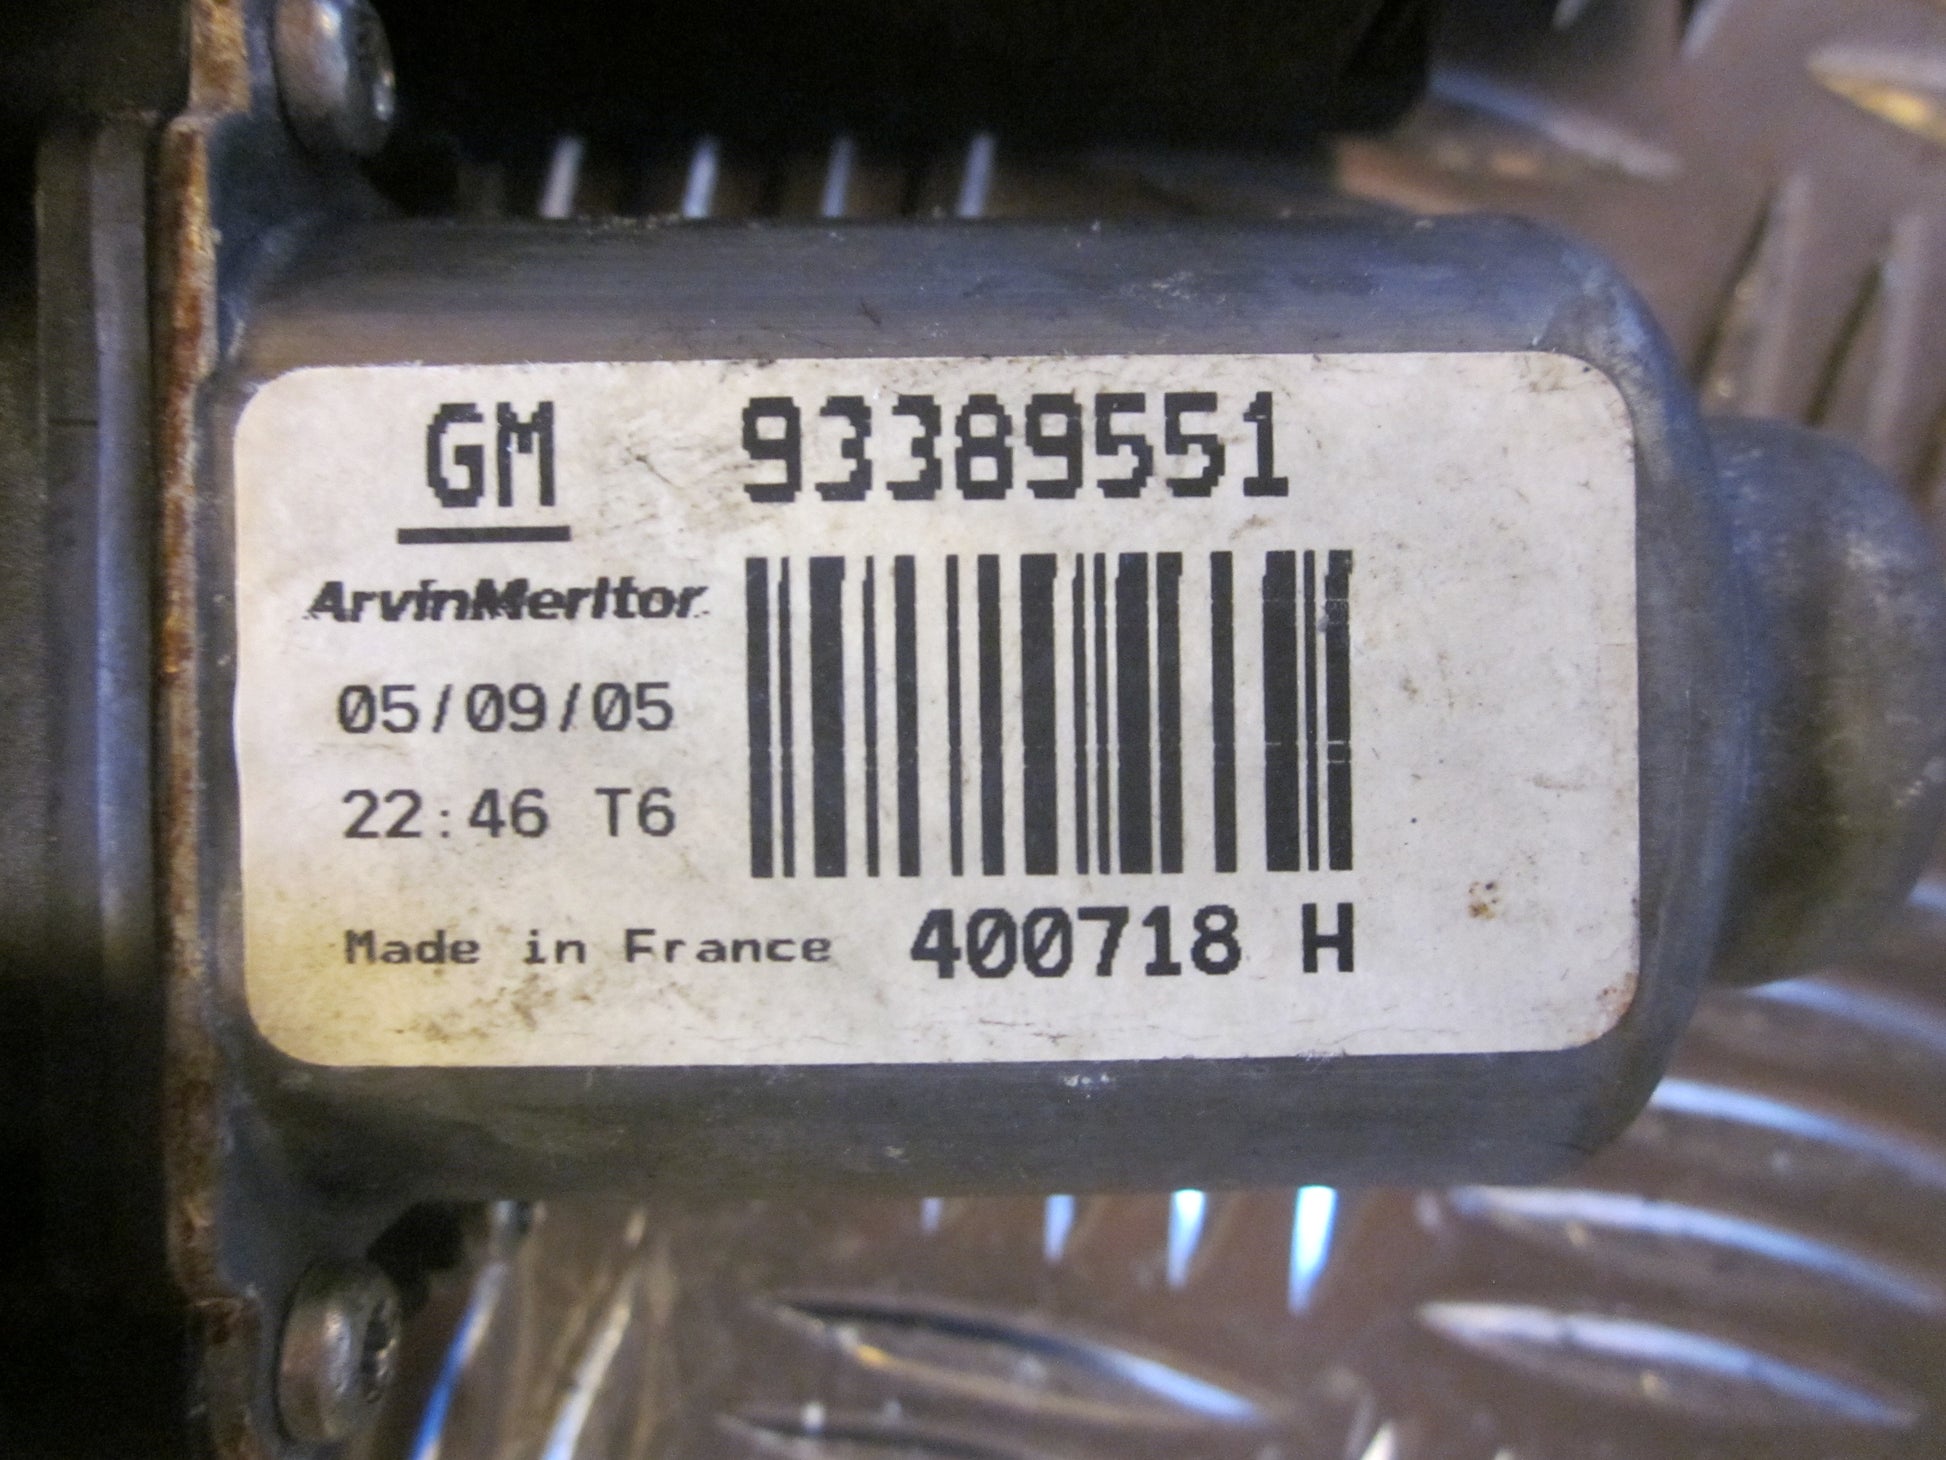 GM 93389551
ArvinMeritor
05/09/05
22:46 T6
Made in France 400718 H